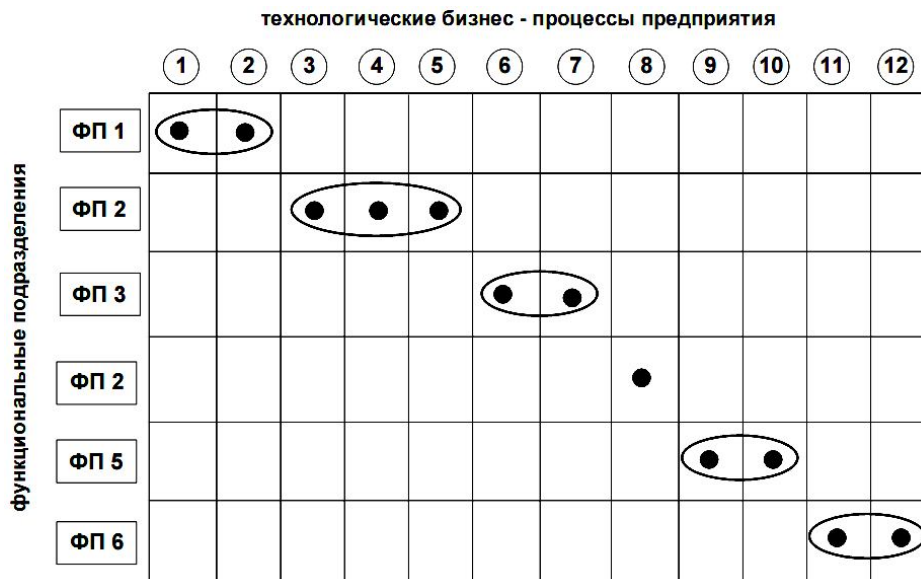 технологические бизнес - процессы предприятия
1 2 3 4 5 6 7 8 9 10 11 12
функциональные подразделения
ФП 1
ФП 2
ФП 3
ФП 2
ФП 5
ФП 6